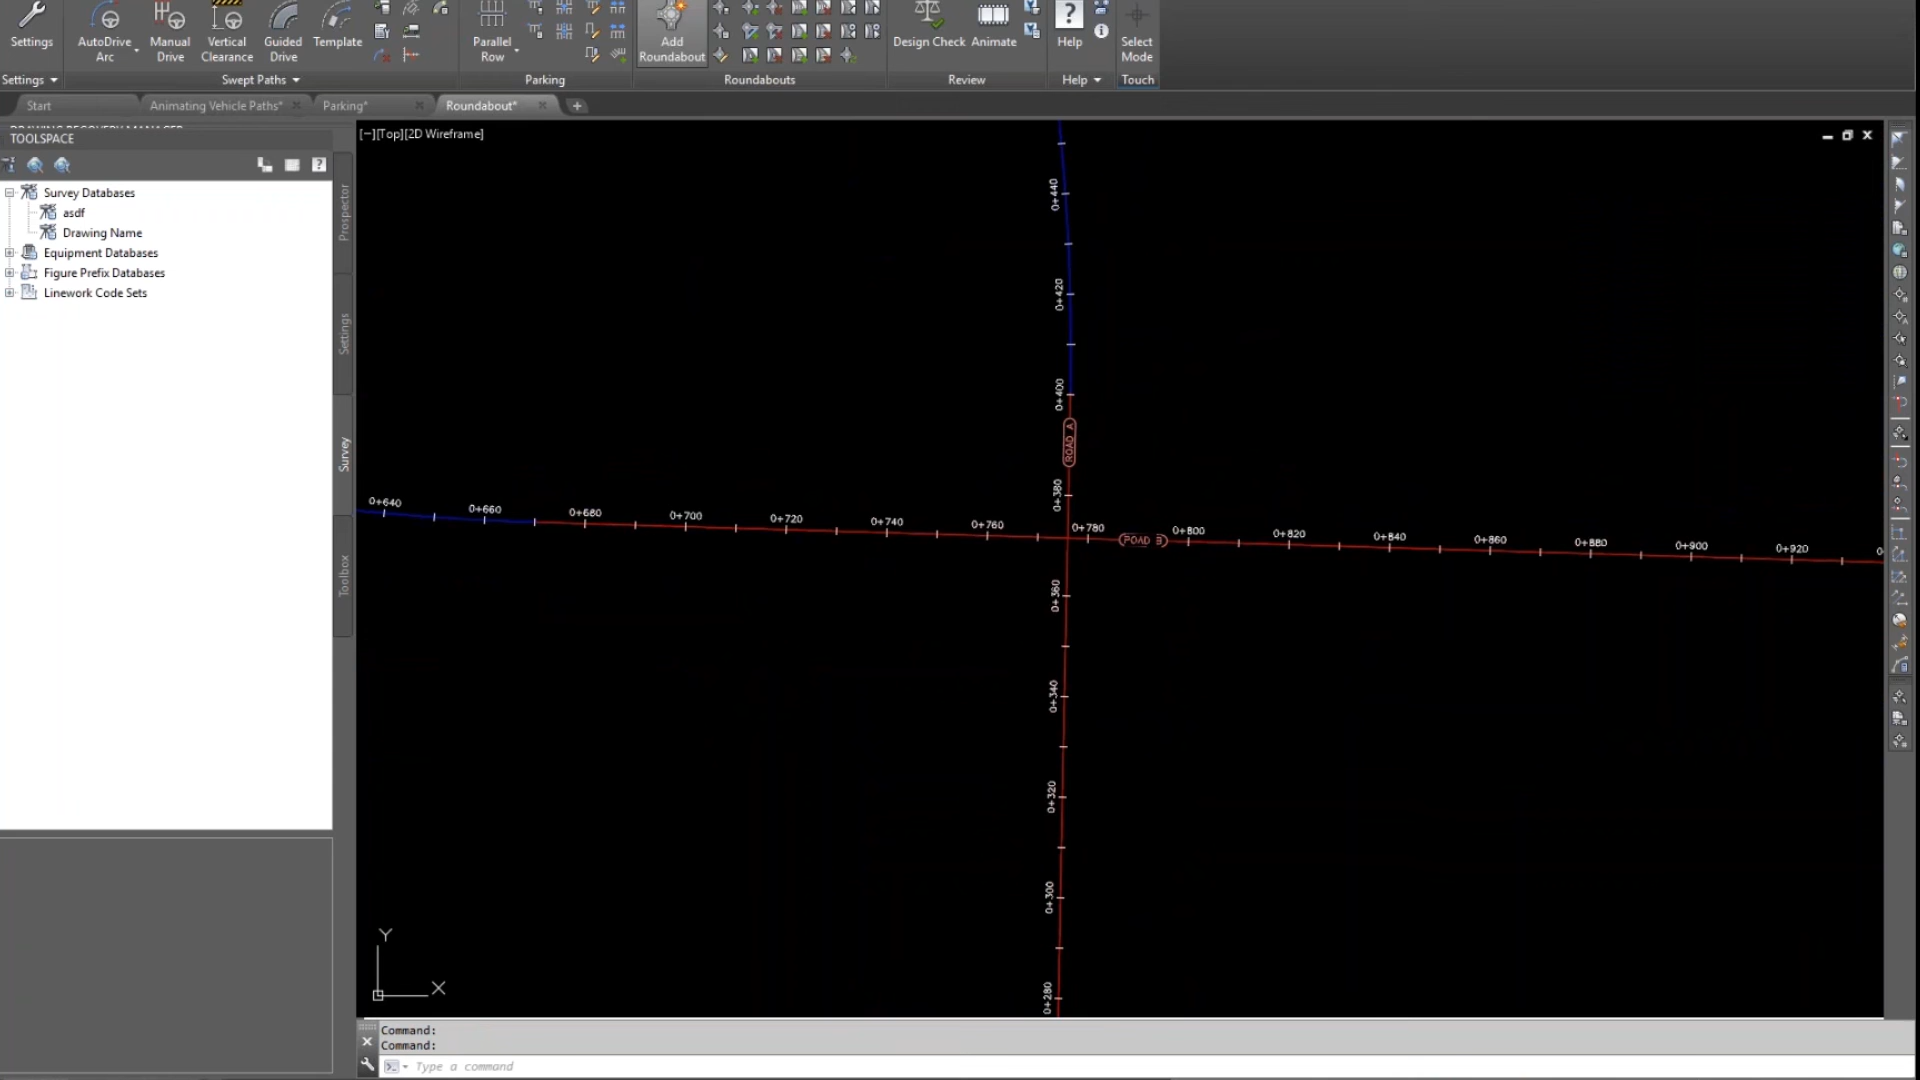 Settings
AutoDrive Arc
Manual Drive
Vertical Clearance
Guided Drive
Template
Parallel Row
Add Roundabout
Design Check
Animate
Help
Select Mode
Settings
Swept Paths
Parking
Roundabouts
Review
Help
Touch
Start
Animating Vehicle Paths*
Parking*
Roundabout*
TOOLSPACE
Survey Databases
asdf
Drawing Name
Equipment Databases
Figure Prefix Databases
Linework Code Sets
Prospector
Settings
Survey
Toolbox
[−][Top][2D Wireframe]
0+440
0+420
0+400
ROAD A
0+380
0+640
0+660
0+680
0+700
0+720
0+740
0+760
0+780
ROAD B
0+800
0+820
0+840
0+860
0+880
0+900
0+920
0+360
0+340
0+320
0+300
0+280
Y
X
Command:
Command:
Type a command